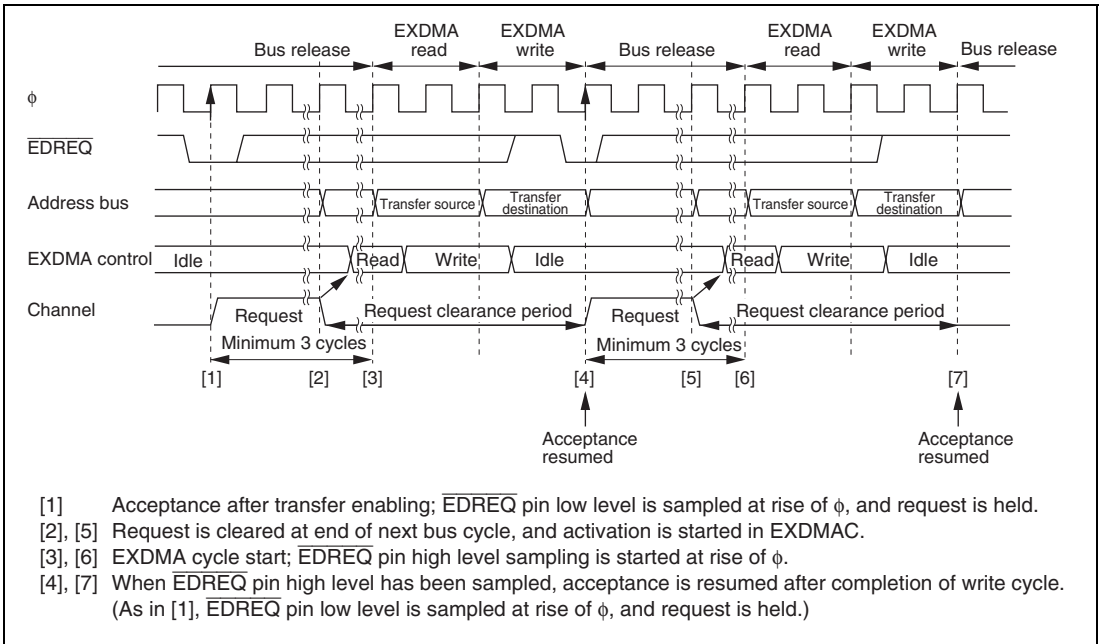 EXDMA EXDMA EXDMA EXDMA
Bus release read write Bus release read write Bus release
ϕ
EDREQ
Address bus Transfer source Transfer destination Transfer source Transfer destination
EXDMA control Idle Read Write Idle Read Write Idle
Channel Request Request clearance period Request Request clearance period
Minimum 3 cycles Minimum 3 cycles
[1] [2] [3] [4] [5] [6] [7]
Acceptance resumed Acceptance resumed
[1] Acceptance after transfer enabling; EDREQ pin low level is sampled at rise of ϕ, and request is held.
[2], [5] Request is cleared at end of next bus cycle, and activation is started in EXDMAC.
[3], [6] EXDMA cycle start; EDREQ pin high level sampling is started at rise of ϕ.
[4], [7] When EDREQ pin high level has been sampled, acceptance is resumed after completion of write cycle.
(As in [1], EDREQ pin low level is sampled at rise of ϕ, and request is held.)